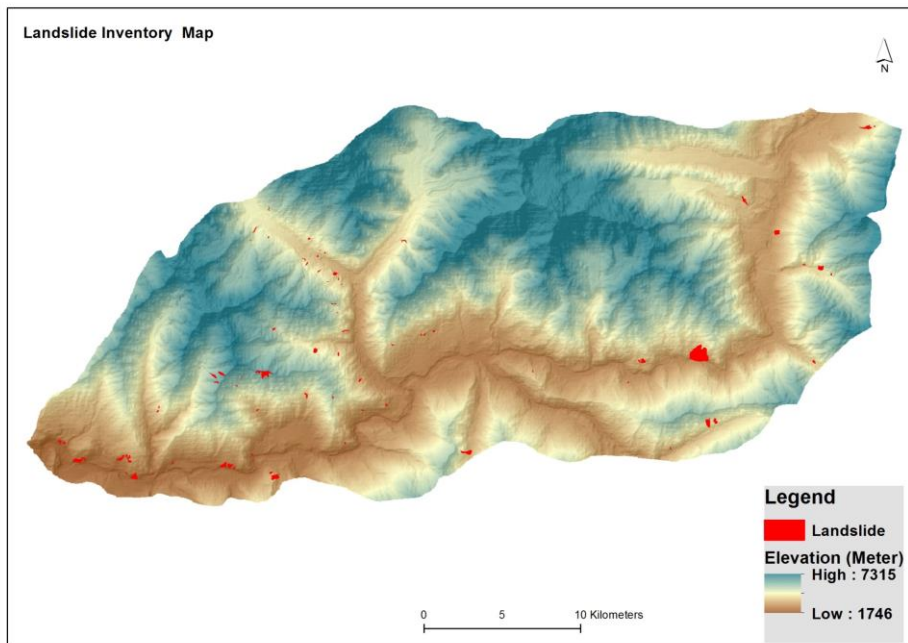 Landslide Inventory  Map
N
Legend
Landslide
Elevation (Meter)
High : 7315
Low : 1746
0 5 10 Kilometers